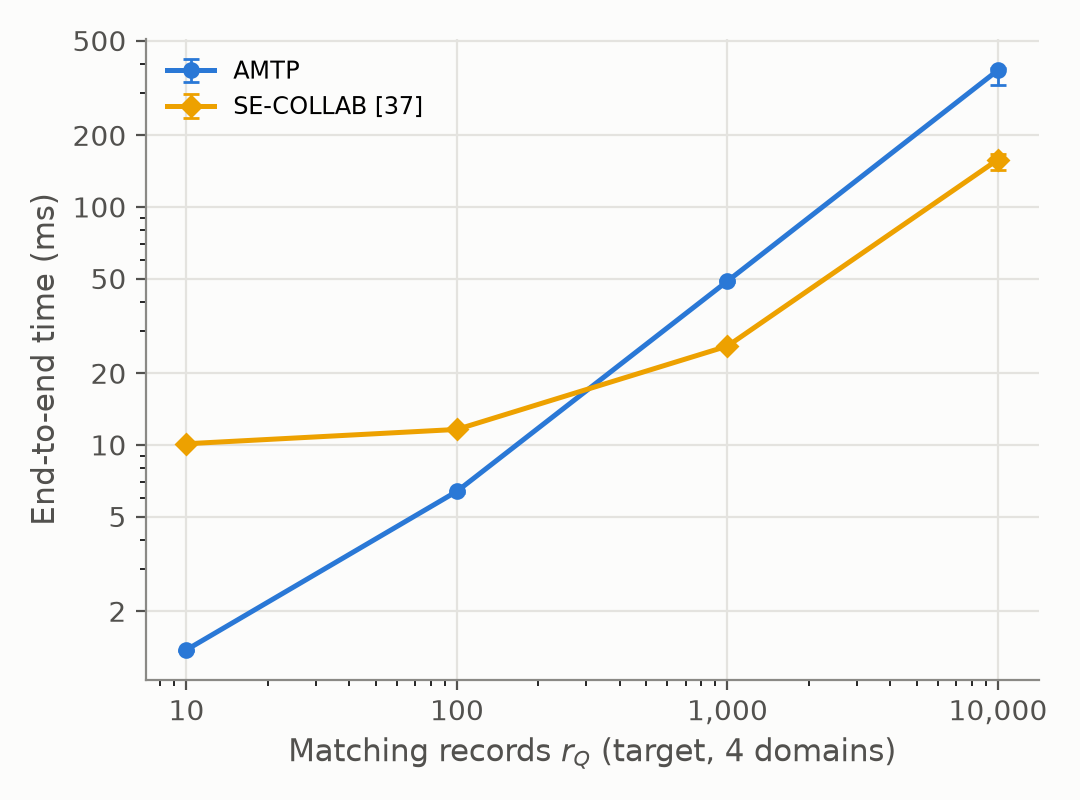 500
200
100
50
20
10
5
2
End-to-end time (ms)
AMTP
SE-COLLAB [37]
10 100 1,000 10,000
Matching records r_Q (target, 4 domains)